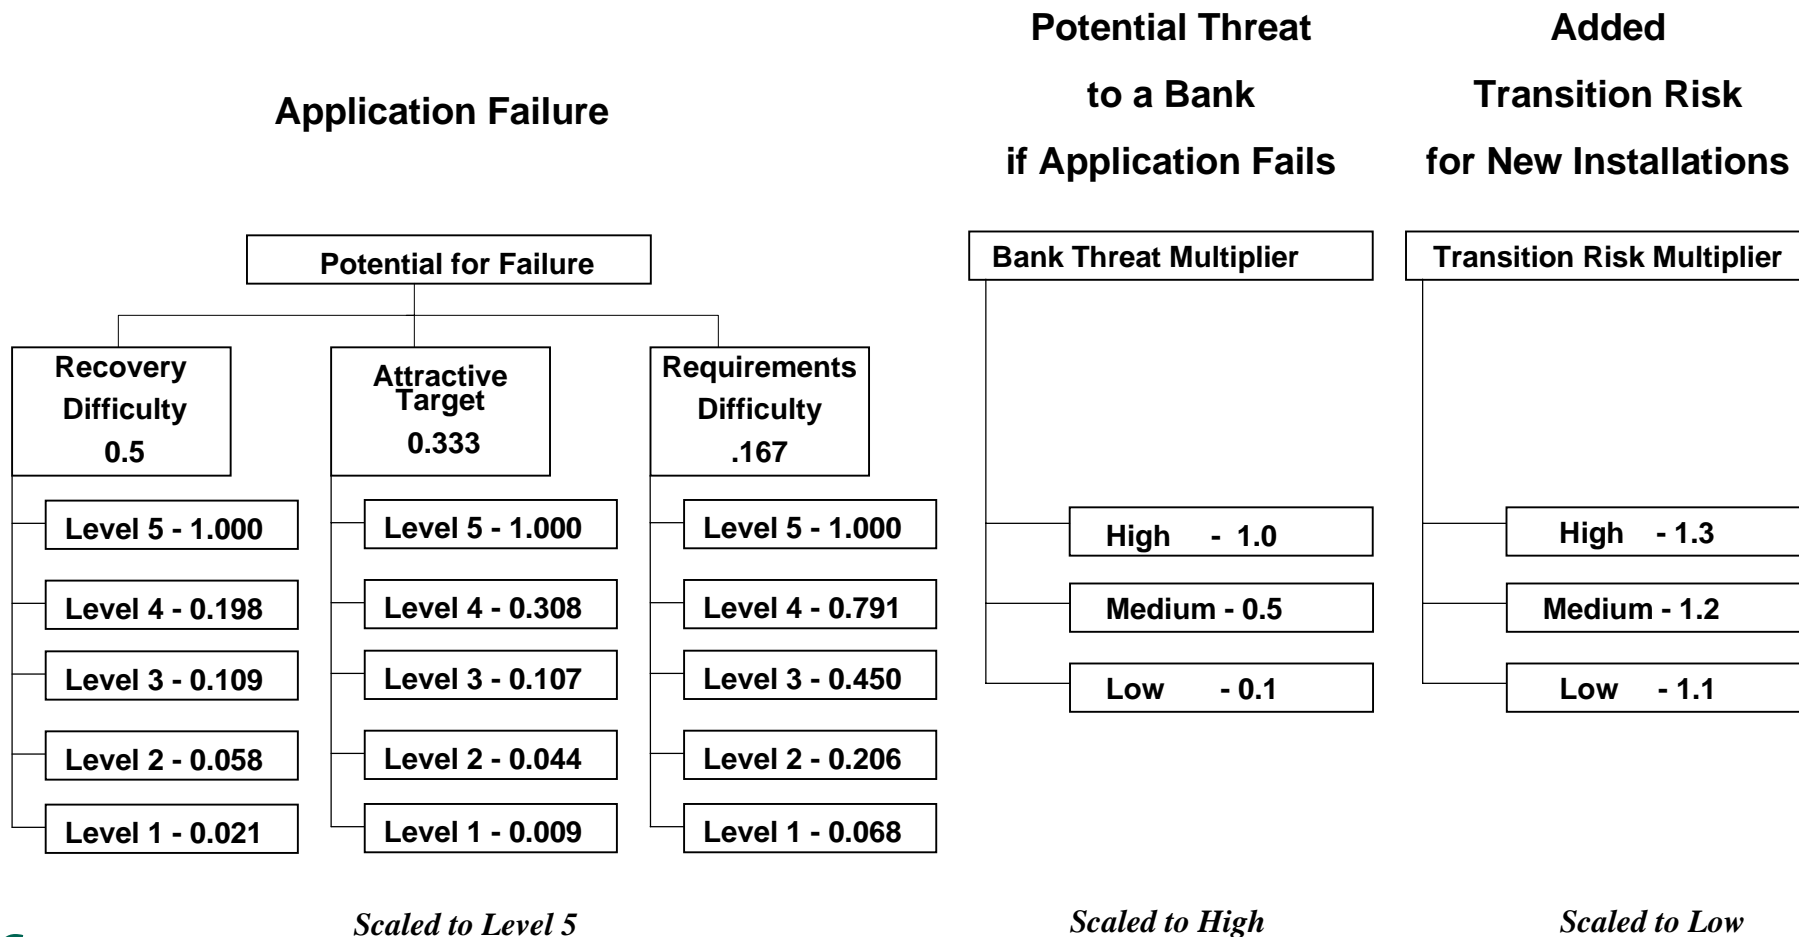 Application Failure
Potential Threat
to a Bank
if Application Fails
Added
Transition Risk
for New Installations
Potential for Failure
Recovery
Difficulty
0.5
Level 5 - 1.000
Level 4 - 0.198
Level 3 - 0.109
Level 2 - 0.058
Level 1 - 0.021
Attractive
Target
0.333
Level 5 - 1.000
Level 4 - 0.308
Level 3 - 0.107
Level 2 - 0.044
Level 1 - 0.009
Requirements
Difficulty
.167
Level 5 - 1.000
Level 4 - 0.791
Level 3 - 0.450
Level 2 - 0.206
Level 1 - 0.068
Scaled to Level 5
Bank Threat Multiplier
High - 1.0
Medium - 0.5
Low - 0.1
Scaled to High
Transition Risk Multiplier
High - 1.3
Medium - 1.2
Low - 1.1
Scaled to Low